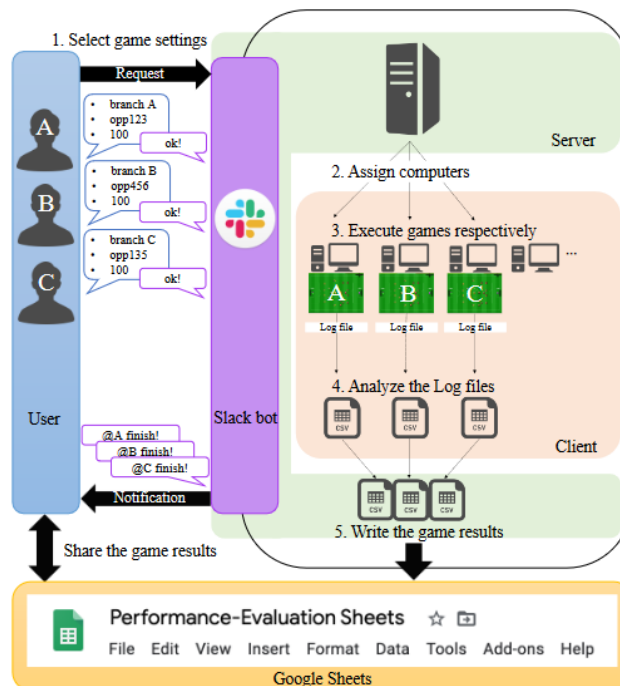 1. Select game settings
Request
• branch A
• opp123
• 100
ok!
A
• branch B
• opp456
• 100
ok!
B
• branch C
• opp135
• 100
ok!
C
User
Slack bot
Server
2. Assign computers
3. Execute games respectively
...
A
B
C
Log file
Log file
Log file
4. Analyze the Log files
CSV
CSV
CSV
Client
@A finish!
@B finish!
@C finish!
Notification
CSV
CSV
CSV
5. Write the game results
Share the game results
Performance-Evaluation Sheets
File Edit View Insert Format Data Tools Add-ons Help
Google Sheets